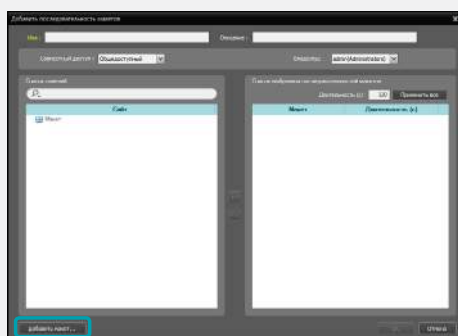 Добавить последовательность макетов
Имя :
Описание :
Совместный доступ : Общедоступный
Владелец : admin(Administrators)
Список макетов
Длительность (с) : 120 Применить все
Сайт
Макет Длительность (с)
Макет
Добавить макет...
Отмена